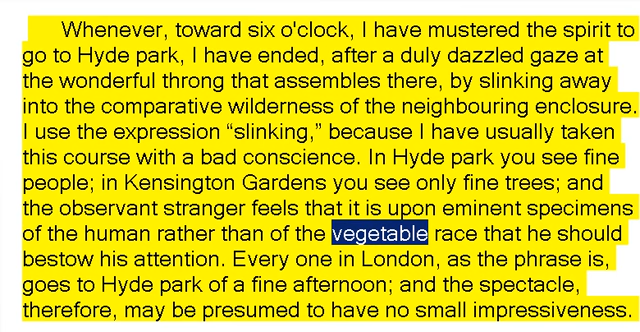 Whenever, toward six o'clock, I have mustered the spirit to
go to Hyde park, I have ended, after a duly dazzled gaze at
the wonderful throng that assembles there, by slinking away
into the comparative wilderness of the neighbouring enclosure.
I use the expression “slinking,” because I have usually taken
this course with a bad conscience. In Hyde park you see fine
people; in Kensington Gardens you see only fine trees; and
the observant stranger feels that it is upon eminent specimens
of the human rather than of the vegetable race that he should
bestow his attention. Every one in London, as the phrase is,
goes to Hyde park of a fine afternoon; and the spectacle,
therefore, may be presumed to have no small impressiveness.